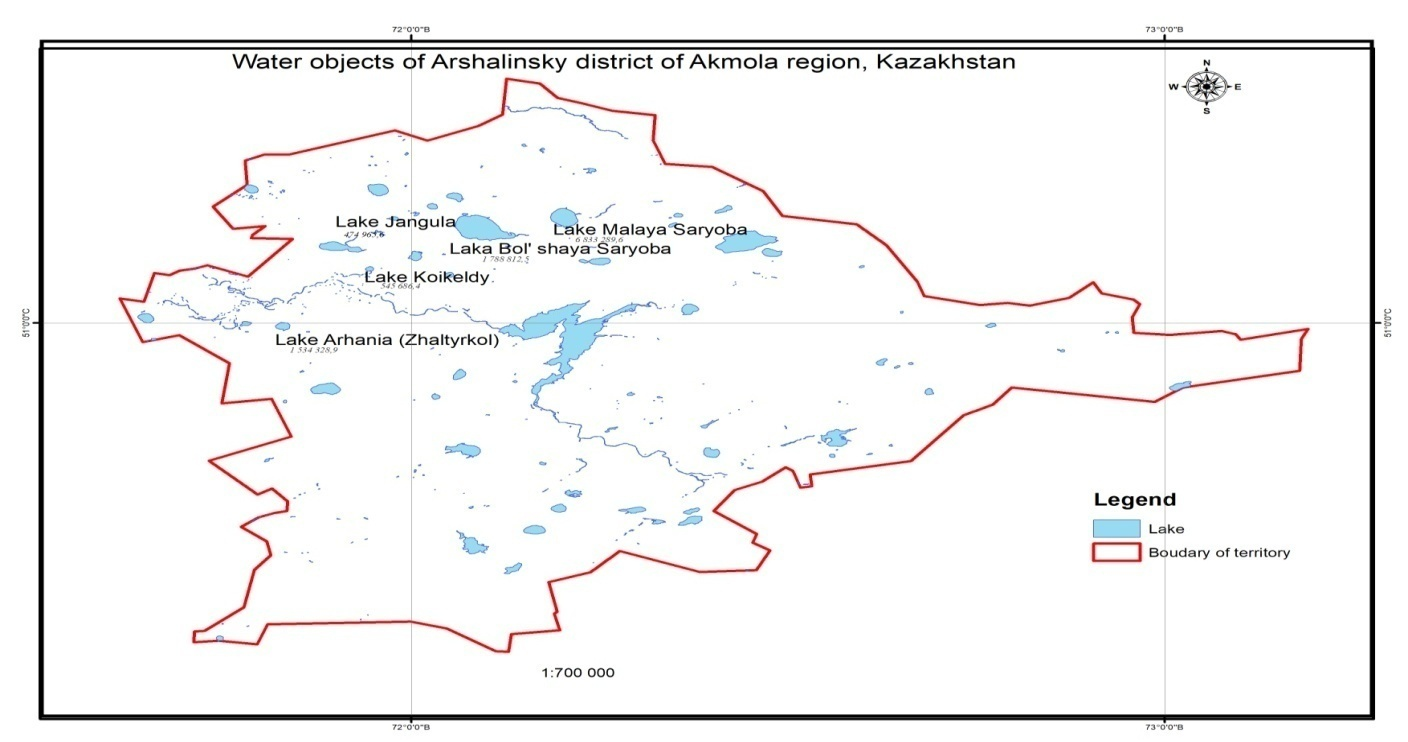 72°0'0"В 73°0'0"В
Water objects of Arshalinsky district of Akmola region, Kazakhstan
N
W E
S
Lake Jangula
Lake Malaya Saryoba
6 833 289,6
Laka Bol' shaya Saryoba
1 788 812,5
Lake Koikeldy
545 686,4
51°0'0"С 51°0'0"С
Lake Arhania (Zhaltyrkol)
1 534 328,9
Legend
Lake
Boudary of territory
1:700 000
72°0'0"В 73°0'0"В